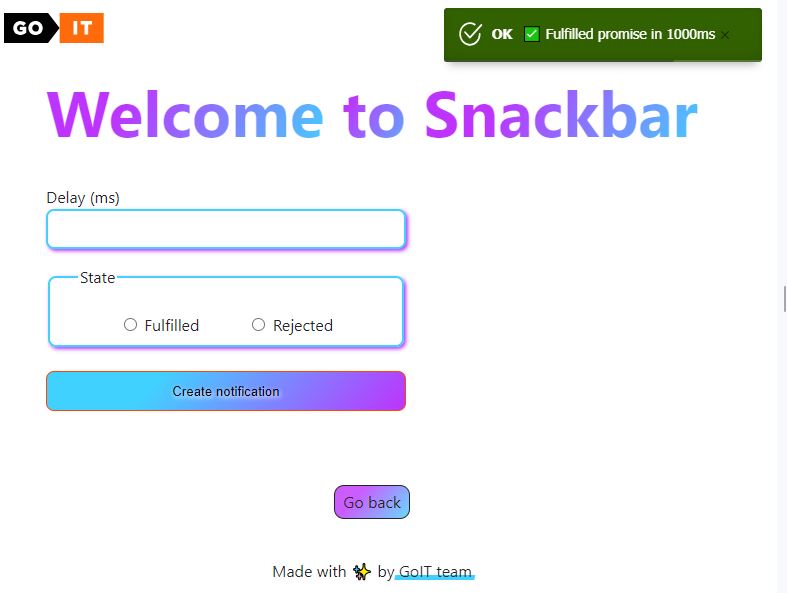 GO IT
OK ✅ Fulfilled promise in 1000ms ×
Welcome to Snackbar
Delay (ms)
State
Fulfilled Rejected
Create notification
Go back
Made with ✨ by GoIT team